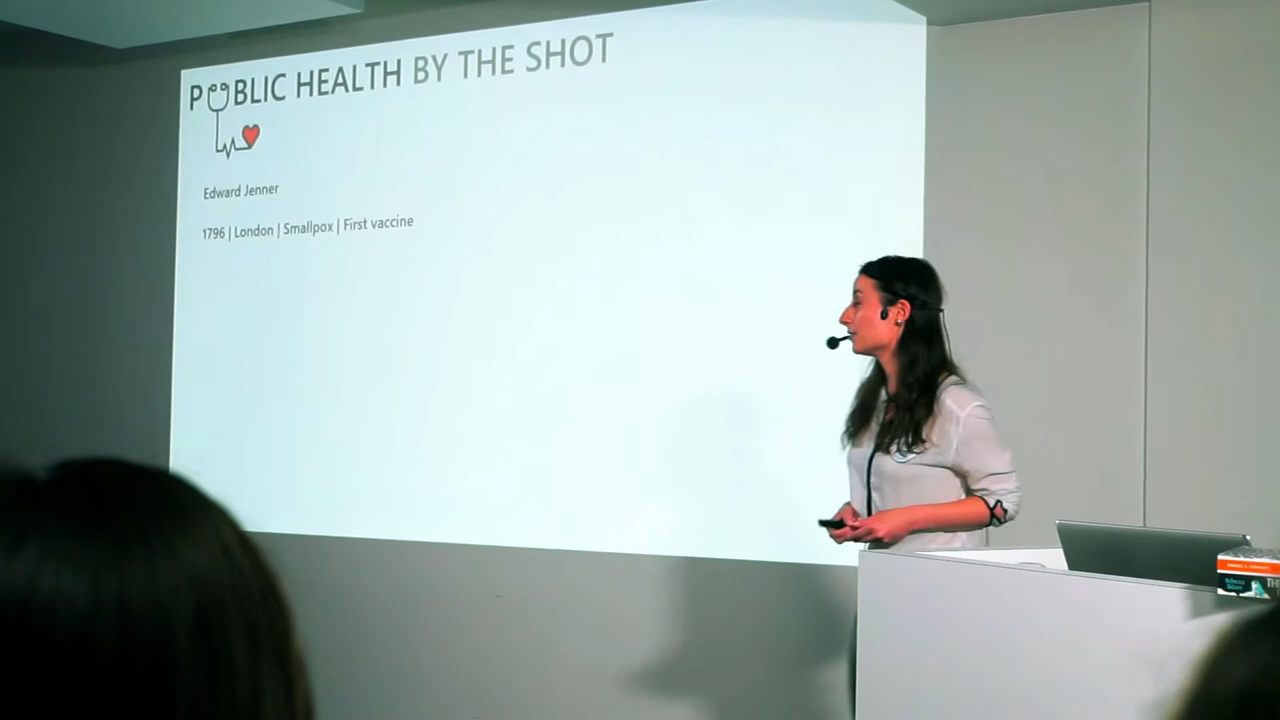 PUBLIC HEALTH BY THE SHOT
Edward Jenner
1796 | London | Smallpox | First vaccine